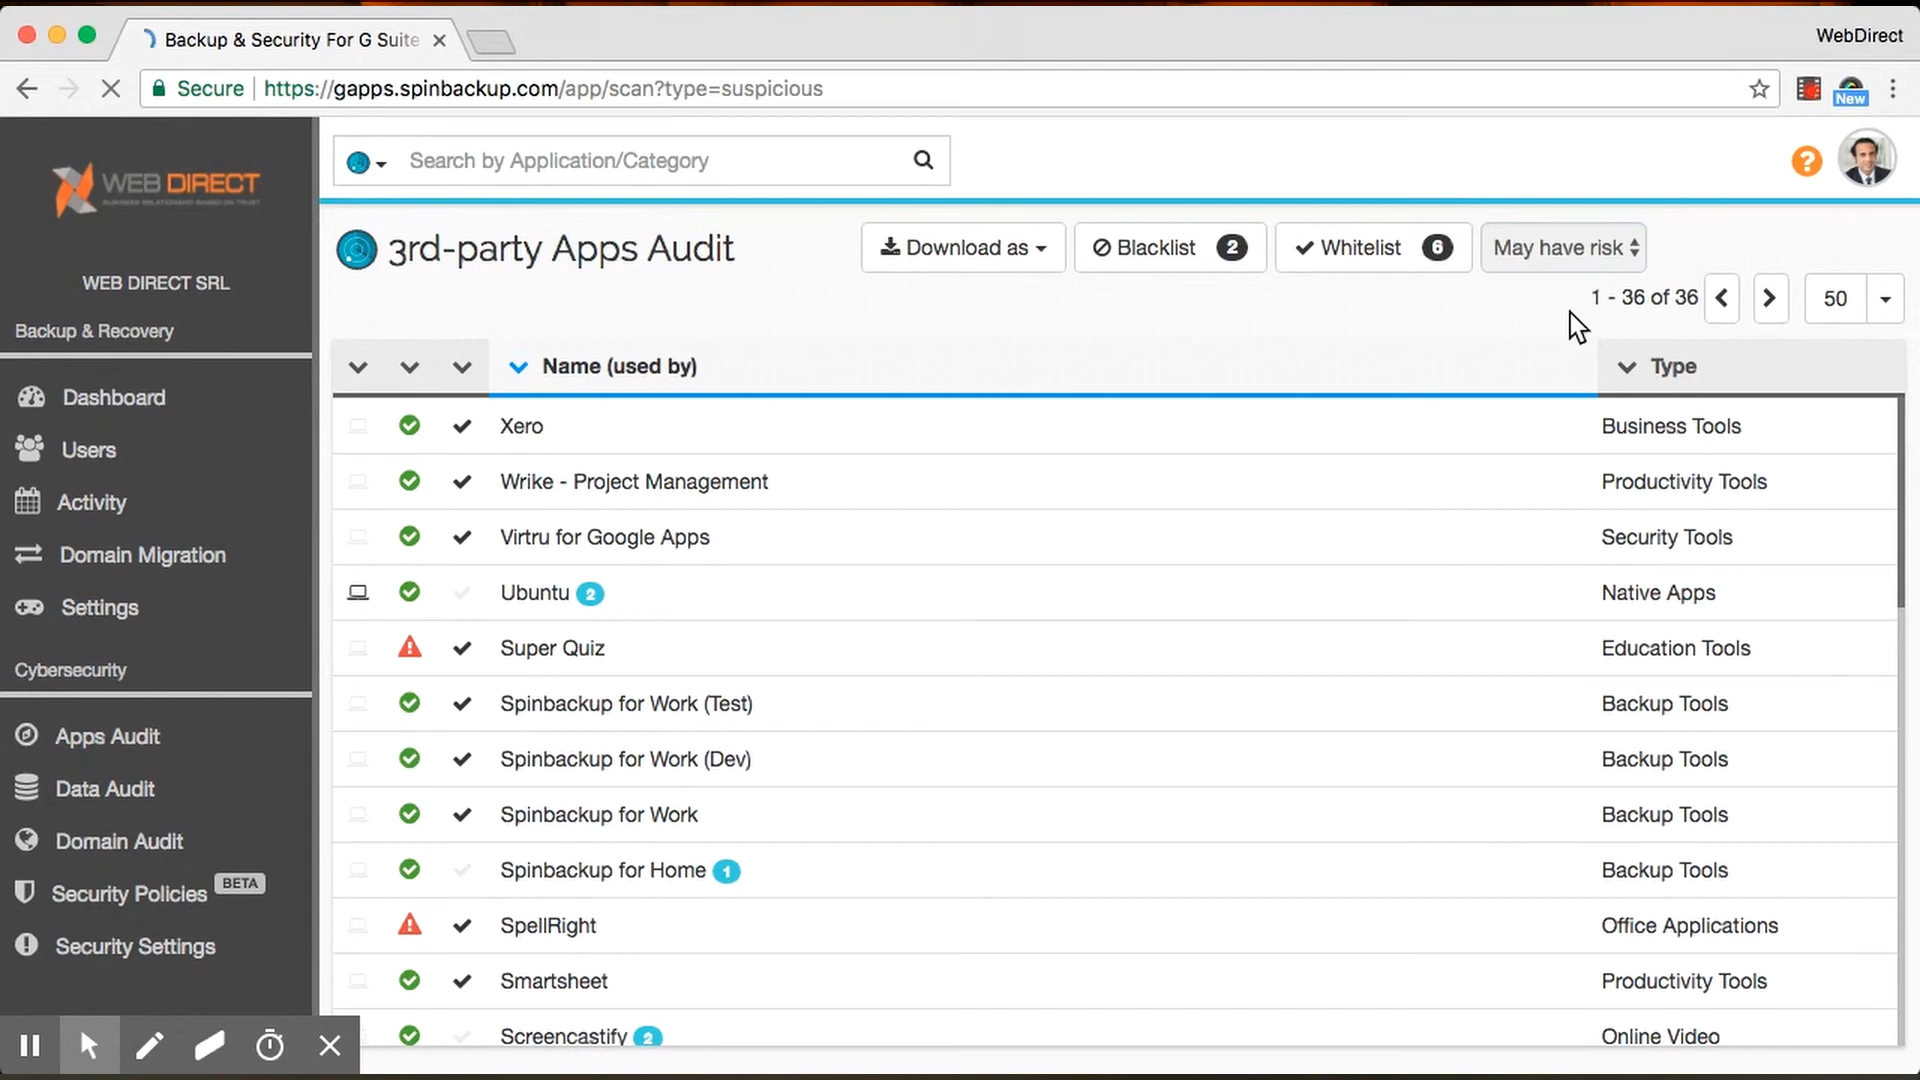 Backup & Security For G Suite
WebDirect
Secure https://gapps.spinbackup.com/app/scan?type=suspicious
New
WEB DIRECT
BUSINESS RELATIONSHIP BASED ON TRUST
WEB DIRECT SRL
Backup & Recovery
Dashboard
Users
Activity
Domain Migration
Settings
Cybersecurity
Apps Audit
Data Audit
Domain Audit
Security Policies BETA
Security Settings
Search by Application/Category
?
3rd-party Apps Audit
Download as
Blacklist 2
Whitelist 6
May have risk
1 - 36 of 36
50
Name (used by) Type
Xero Business Tools
Wrike - Project Management Productivity Tools
Virtru for Google Apps Security Tools
Ubuntu 2 Native Apps
Super Quiz Education Tools
Spinbackup for Work (Test) Backup Tools
Spinbackup for Work (Dev) Backup Tools
Spinbackup for Work Backup Tools
Spinbackup for Home 1 Backup Tools
SpellRight Office Applications
Smartsheet Productivity Tools
Screencastify 2 Online Video